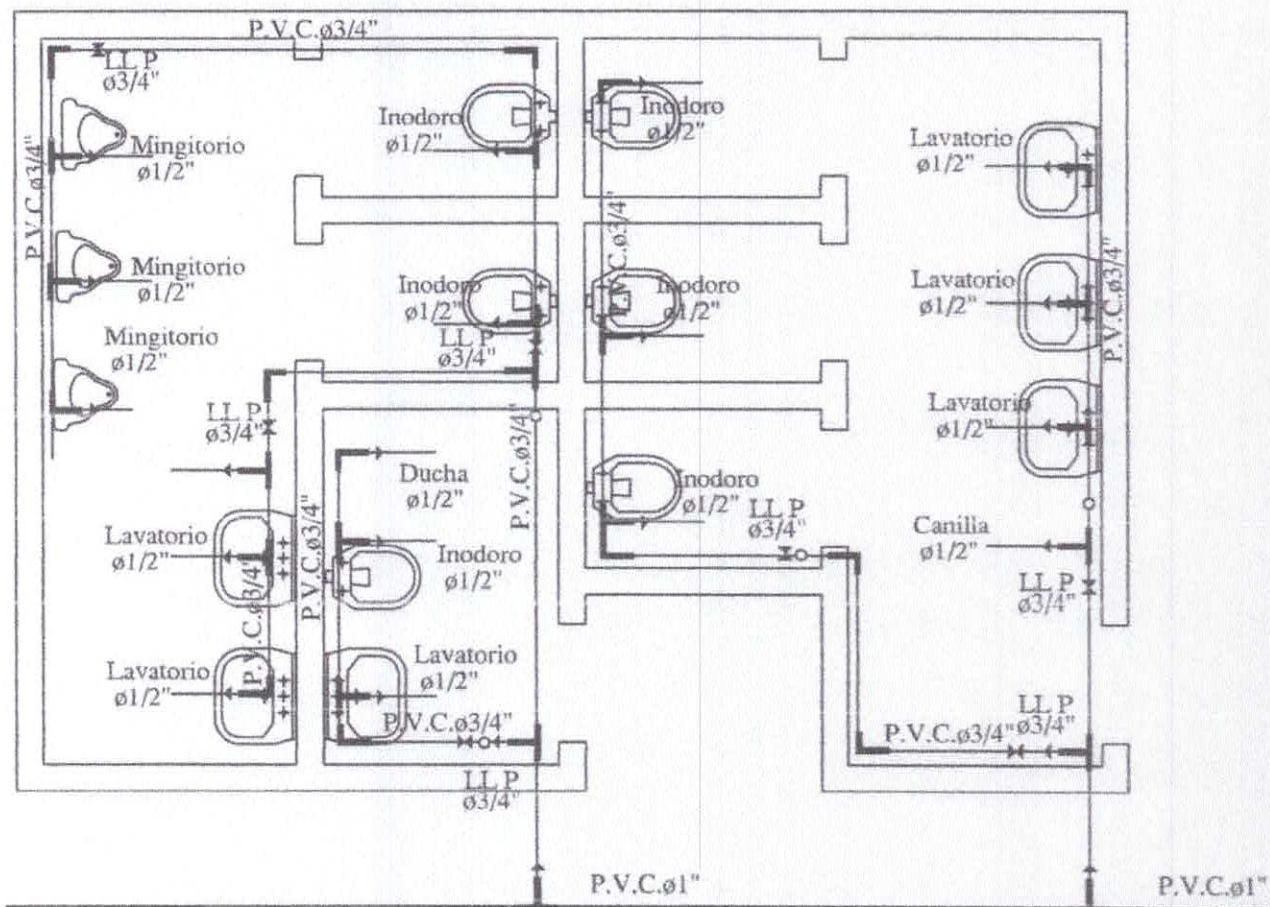 P.V.C.ø3/4"
LL P
ø3/4"
P.V.C.ø3/4"
Mingitorio
ø1/2"
Mingitorio
ø1/2"
Mingitorio
ø1/2"
Inodoro
ø1/2"
Inodoro
ø1/2"
Lavatorio
ø1/2"
P.V.C.ø3/4"
Inodoro
ø1/2"
LL P
ø3/4"
Inodoro
ø1/2"
Lavatorio
ø1/2"
P.V.C.ø3/4"
Lavatorio
ø1/2"
LL P
ø3/4"
P.V.C.ø3/4"
Ducha
ø1/2"
Inodoro
ø1/2"
LL P
ø3/4"
P.V.C.ø3/4"
Lavatorio
ø1/2"
Inodoro
ø1/2"
Canilla
ø1/2"
LL P
ø3/4"
P.V.C.ø3/4"
Lavatorio
ø1/2"
Lavatorio
ø1/2"
P.V.C.ø3/4"
LL P
ø3/4"
P.V.C.ø3/4"
LL P
ø3/4"
P.V.C.ø1"
P.V.C.ø1"